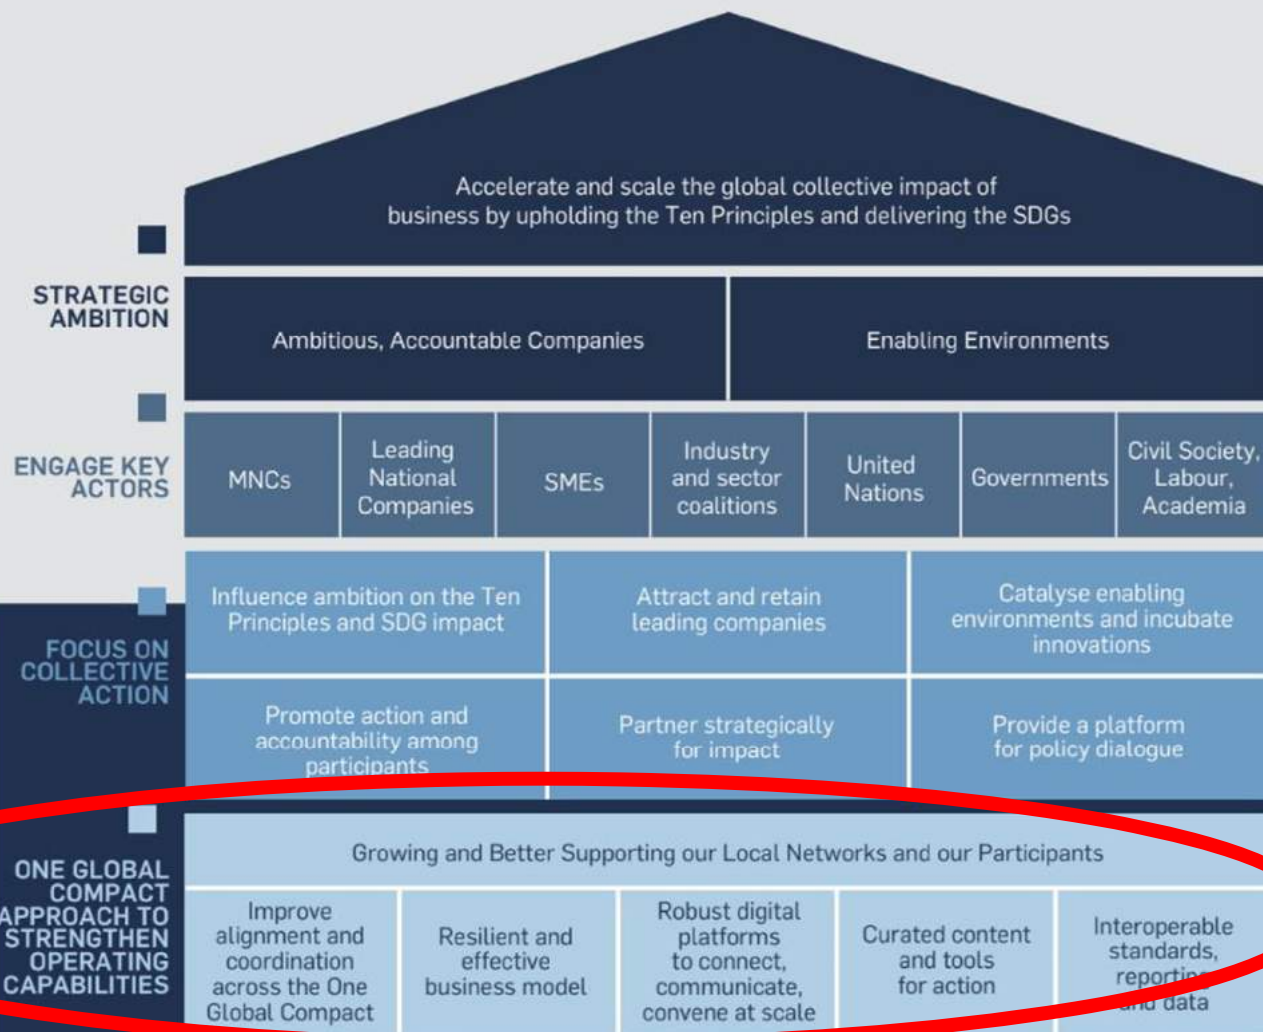 Accelerate and scale the global collective impact of
business by upholding the Ten Principles and delivering the SDGs
STRATEGIC
AMBITION
Ambitious, Accountable Companies
Enabling Environments
ENGAGE KEY
ACTORS
MNCs
Leading
National
Companies
SMEs
Industry
and sector
coalitions
United
Nations
Governments
Civil Society,
Labour,
Academia
FOCUS ON
COLLECTIVE
ACTION
Influence ambition on the Ten
Principles and SDG impact
Attract and retain
leading companies
Catalyse enabling
environments and incubate
innovations
Promote action and
accountability among
participants
Partner strategically
for impact
Provide a platform
for policy dialogue
ONE GLOBAL
COMPACT
APPROACH TO
STRENGTHEN
OPERATING
CAPABILITIES
Growing and Better Supporting our Local Networks and our Participants
Improve
alignment and
coordination
across the One
Global Compact
Resilient and
effective
business model
Robust digital
platforms
to connect,
communicate,
convene at scale
Curated content
and tools
for action
Interoperable
standards,
reporting
and data